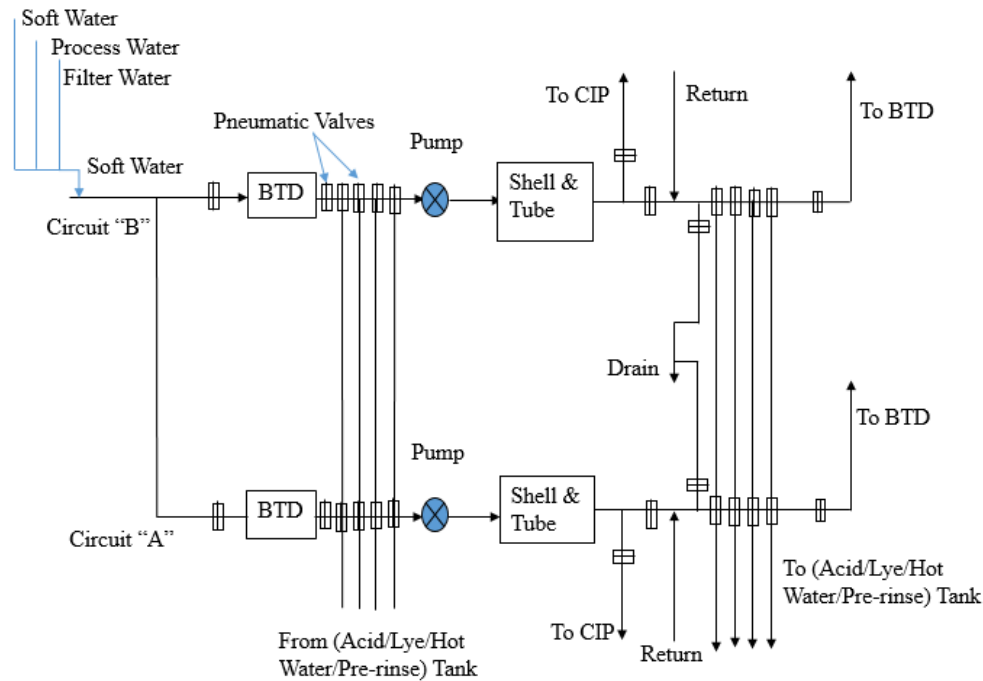 Soft Water
Process Water
Filter Water
Soft Water
Circuit “B”
Pneumatic Valves
BTD
Pump
Shell &
Tube
To CIP
Return
To BTD
Drain
Circuit “A”
BTD
Pump
Shell &
Tube
To BTD
To CIP
Return
From (Acid/Lye/Hot
Water/Pre-rinse) Tank
To (Acid/Lye/Hot
Water/Pre-rinse) Tank